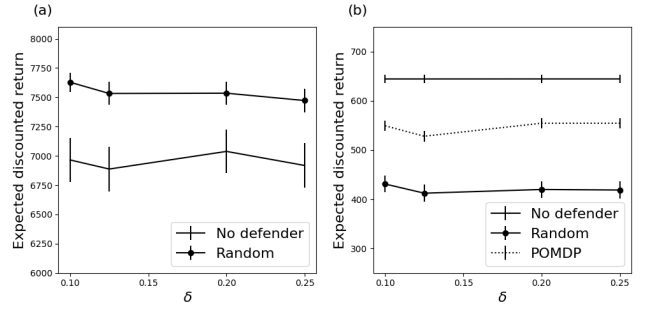 (a)
Expected discounted return
8000
7750
7500
7250
7000
6750
6500
6250
6000
0.10
0.15
0.20
0.25
δ
No defender
Random
(b)
Expected discounted return
700
600
500
400
300
0.10
0.15
0.20
0.25
δ
No defender
Random
POMDP